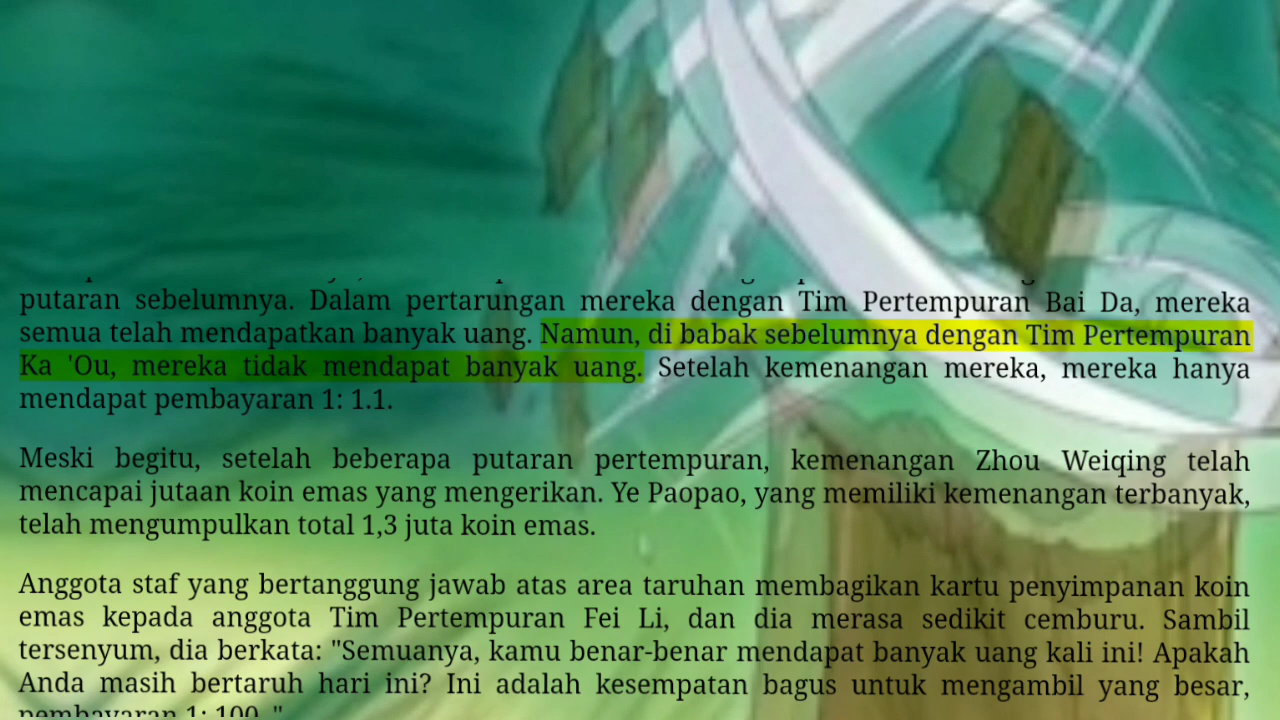 putaran sebelumnya. Dalam pertarungan mereka dengan Tim Pertempuran Bai Da, mereka
semua telah mendapatkan banyak uang. Namun, di babak sebelumnya dengan Tim Pertempuran
Ka 'Ou, mereka tidak mendapat banyak uang. Setelah kemenangan mereka, mereka hanya
mendapat pembayaran 1: 1.1.
Meski begitu, setelah beberapa putaran pertempuran, kemenangan Zhou Weiqing telah
mencapai jutaan koin emas yang mengerikan. Ye Paopao, yang memiliki kemenangan terbanyak,
telah mengumpulkan total 1,3 juta koin emas.
Anggota staf yang bertanggung jawab atas area taruhan membagikan kartu penyimpanan koin
emas kepada anggota Tim Pertempuran Fei Li, dan dia merasa sedikit cemburu. Sambil
tersenyum, dia berkata: "Semuanya, kamu benar-benar mendapat banyak uang kali ini! Apakah
Anda masih bertaruh hari ini? Ini adalah kesempatan bagus untuk mengambil yang besar,
pembayaran 1: 100. "